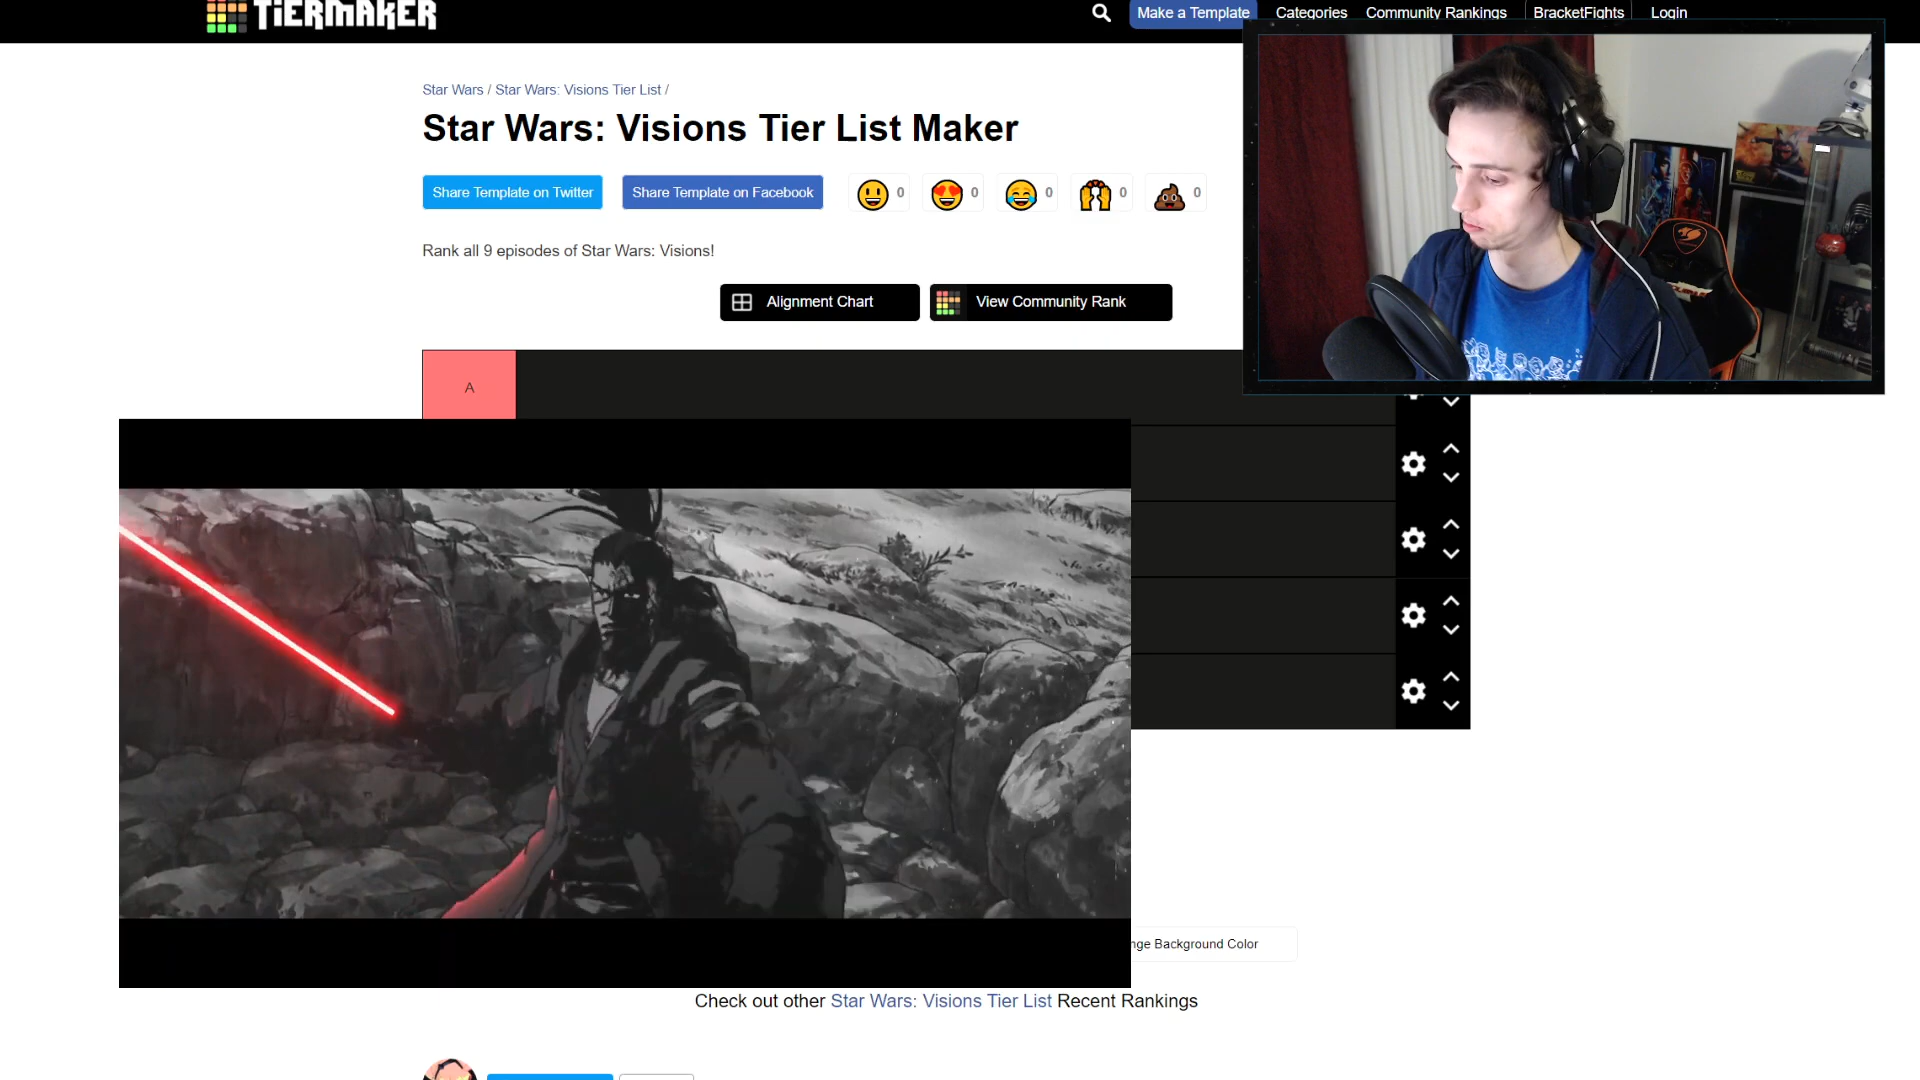 TiERMAKER
Make a Template
Categories
Community Rankings
BracketFights
Login
Star Wars / Star Wars: Visions Tier List /
Star Wars: Visions Tier List Maker
Share Template on Twitter
Share Template on Facebook
0
0
0
0
0
Rank all 9 episodes of Star Wars: Visions!
Alignment Chart
View Community Rank
A
nge Background Color
Check out other Star Wars: Visions Tier List Recent Rankings